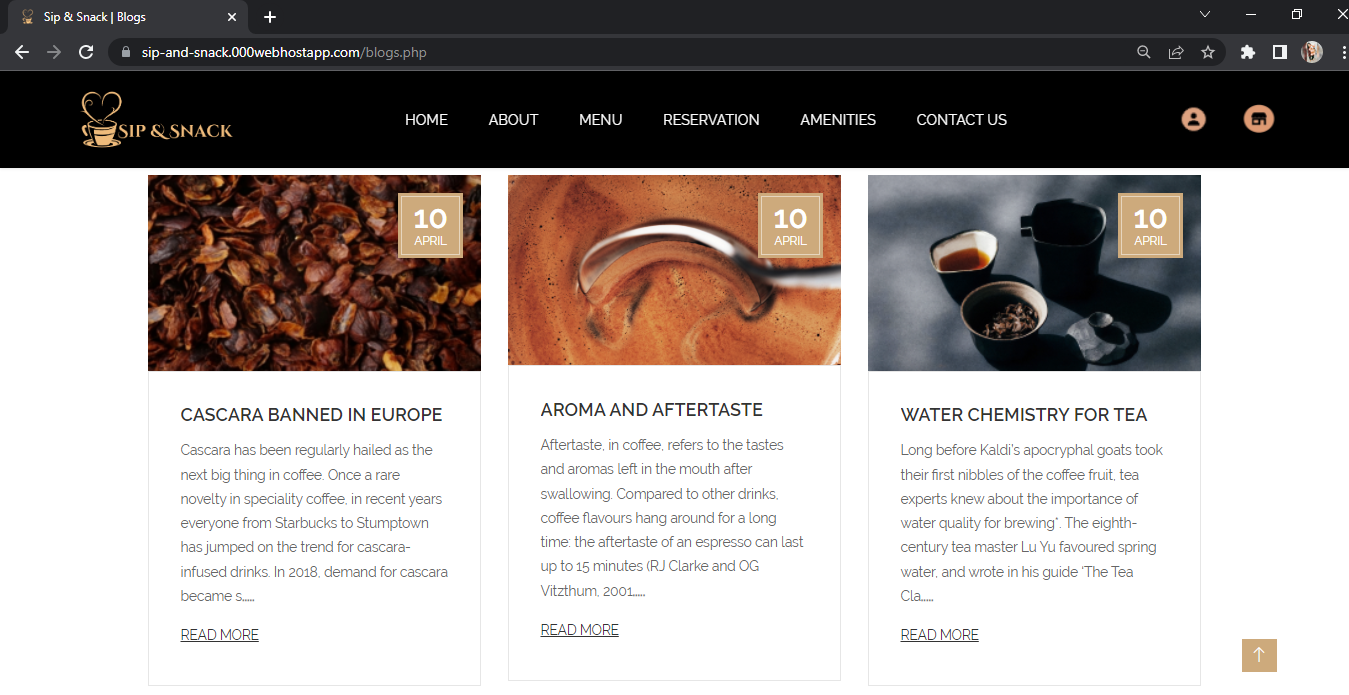 Sip & Snack | Blogs
sip-and-snack.000webhostapp.com/blogs.php
SIP & SNACK
HOME
ABOUT
MENU
RESERVATION
AMENITIES
CONTACT US
10
APRIL
CASCARA BANNED IN EUROPE
Cascara has been regularly hailed as the
next big thing in coffee. Once a rare
novelty in speciality coffee, in recent years
everyone from Starbucks to Stumptown
has jumped on the trend for cascara-
infused drinks. In 2018, demand for cascara
became s.....
READ MORE
10
APRIL
AROMA AND AFTERTASTE
Aftertaste, in coffee, refers to the tastes
and aromas left in the mouth after
swallowing. Compared to other drinks,
coffee flavours hang around for a long
time: the aftertaste of an espresso can last
up to 15 minutes (RJ Clarke and OG
Vitzthum, 2001.....
READ MORE
10
APRIL
WATER CHEMISTRY FOR TEA
Long before Kaldi's apocryphal goats took
their first nibbles of the coffee fruit, tea
experts knew about the importance of
water quality for brewing*. The eighth-
century tea master Lu Yu favoured spring
water, and wrote in his guide 'The Tea
Cla.....
READ MORE